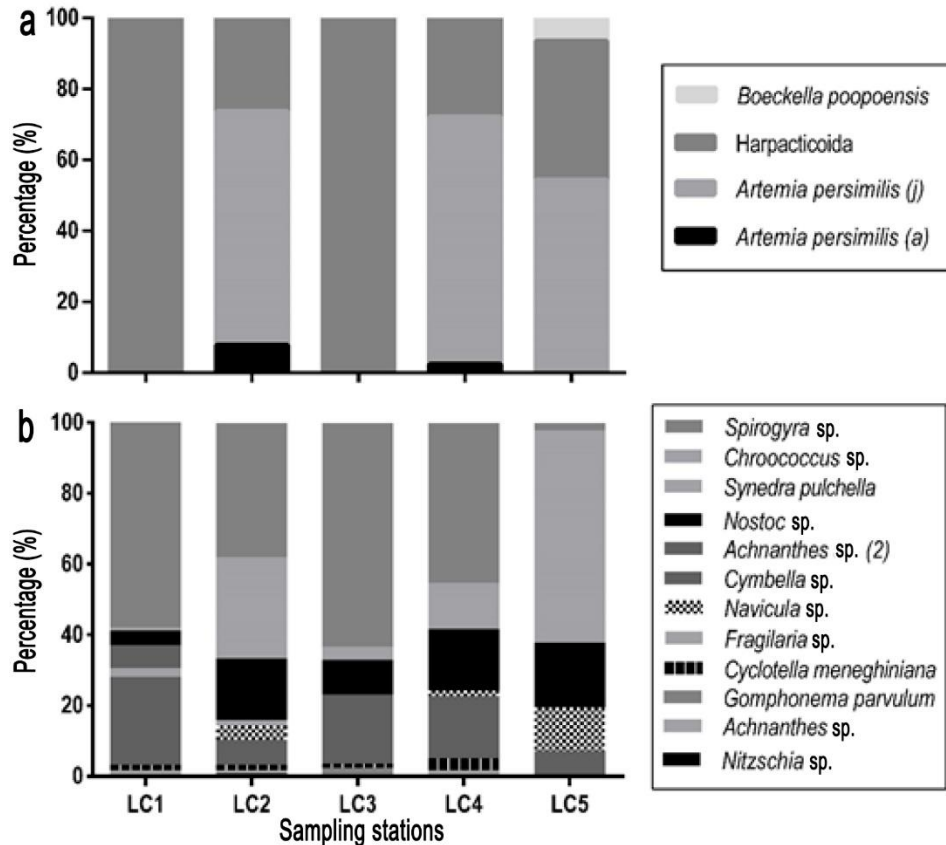 a
100
80
60
40
20
0
Percentage (%)
Boeckella poopoensis
Harpacticoida
Artemia persimilis (j)
Artemia persimilis (a)
b
100
80
60
40
20
0
Percentage (%)
LC1 LC2 LC3 LC4 LC5
Sampling stations
Spirogyra sp.
Chroococcus sp.
Synedra pulchella
Nostoc sp.
Achnanthes sp. (2)
Cymbella sp.
Navicula sp.
Fragilaria sp.
Cyclotella meneghiniana
Gomphonema parvulum
Achnanthes sp.
Nitzschia sp.